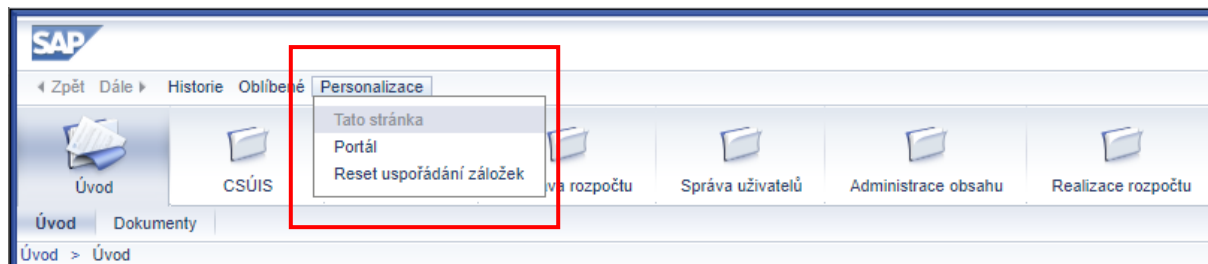 SAP
Zpět Dále Historie Oblíbené Personalizace
Tato stránka
Portál
Reset uspořádání záložek
Úvod CSÚIS rozpočtu Správa uživatelů Administrace obsahu Realizace rozpočtu
Úvod Dokumenty
Úvod > Úvod